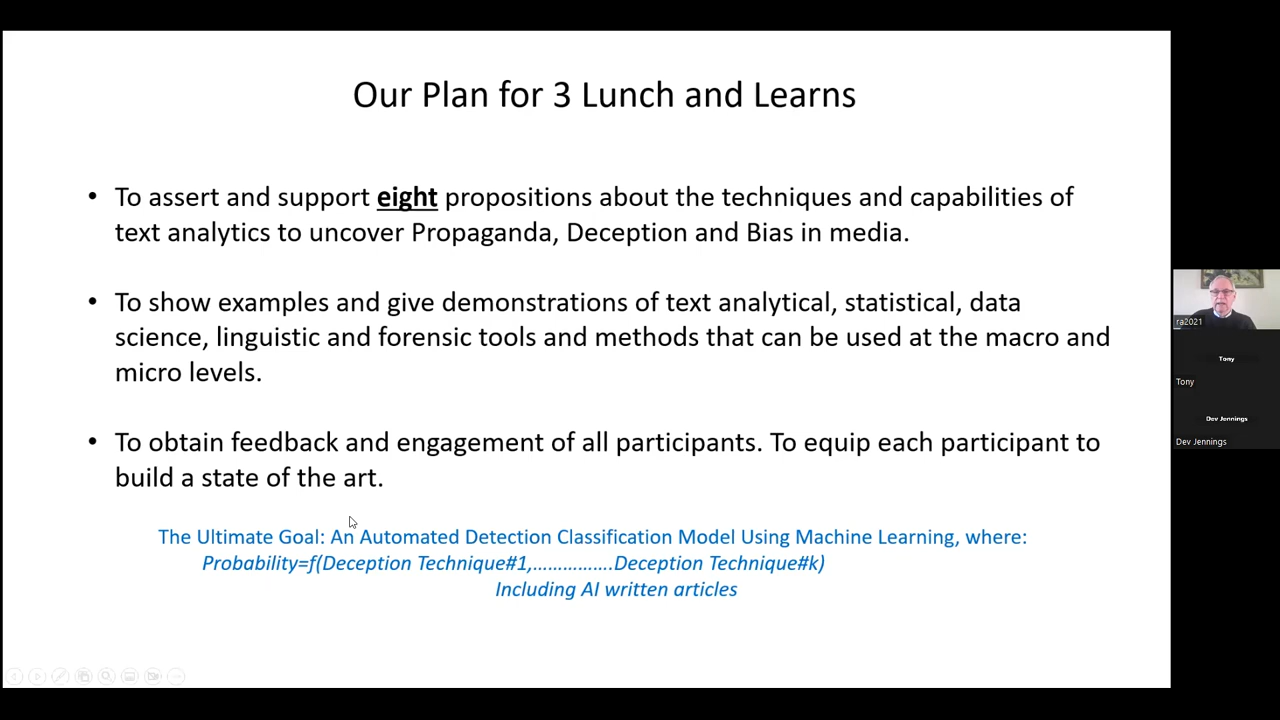 Our Plan for 3 Lunch and Learns
• To assert and support eight propositions about the techniques and capabilities of
text analytics to uncover Propaganda, Deception and Bias in media.
• To show examples and give demonstrations of text analytical, statistical, data
science, linguistic and forensic tools and methods that can be used at the macro and
micro levels.
• To obtain feedback and engagement of all participants. To equip each participant to
build a state of the art.
The Ultimate Goal: An Automated Detection Classification Model Using Machine Learning, where:
Probability=f(Deception Technique#1,…………….Deception Technique#k)
Including AI written articles
ra2021
Tony
Tony
Dev Jennings
Dev Jennings